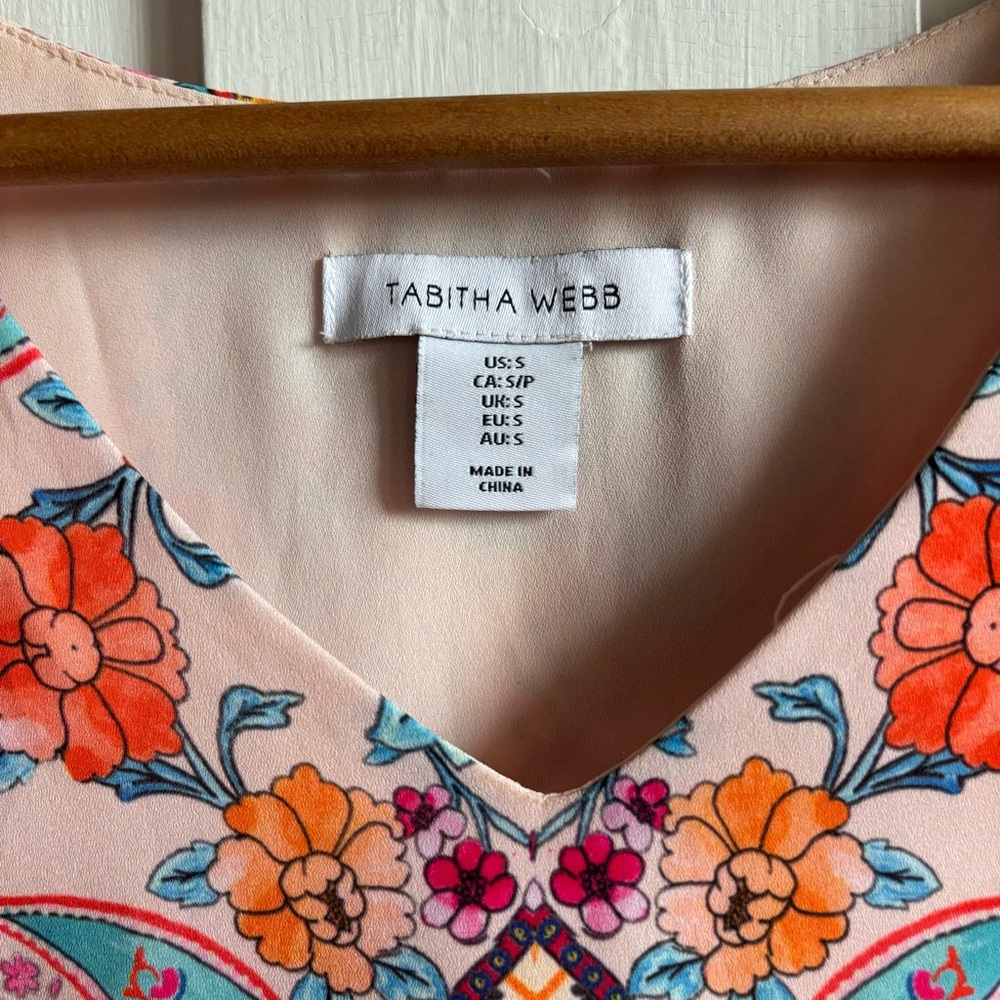 TABITHA WEBB
US: S
CA: S/P
UK: S
EU: S
AU: S
MADE IN
CHINA